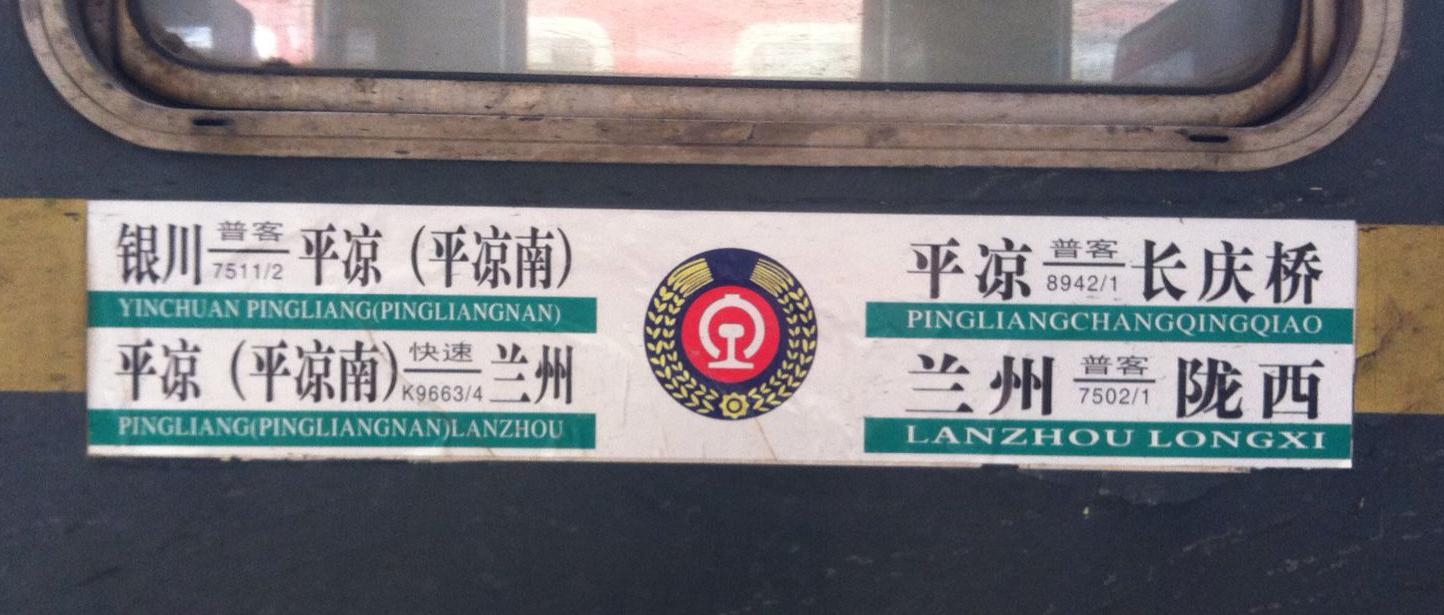 银川 普客 7511/2 平凉（平凉南）
YINCHUAN PINGLIANG(PINGLIANGNAN)
平凉（平凉南） 快速 K9663/4 兰州
PINGLIANG(PINGLIANGNAN)LANZHOU
平凉 普客 8942/1 长庆桥
PINGLIANGCHANGQINGQIAO
兰州 普客 7502/1 陇西
LANZHOU LONGXI